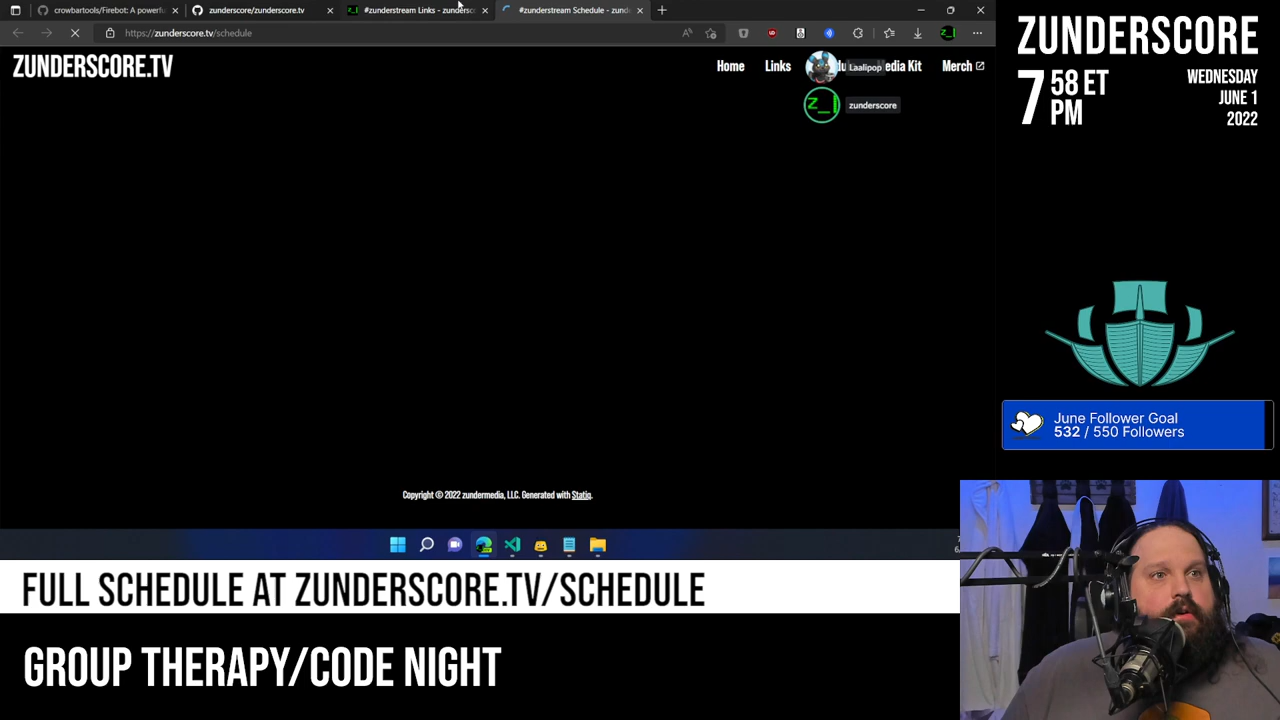 crowbartools/Firebot: A powerfu
zunderscore/zunderscore.tv
#zunderstream Links - zundersc
#zunderstream Schedule - zund
https://zunderscore.tv/schedule
ZUNDERSCORE.TV
Home
Links
edia Kit
Merch
Laalipop
zunderscore
Copyright © 2022 zundermedia, LLC. Generated with Statiq.
ZUNDERSCORE
7 58 ET
PM
WEDNESDAY
JUNE 1
2022
June Follower Goal
532 / 550 Followers
FULL SCHEDULE AT ZUNDERSCORE.TV/SCHEDULE
GROUP THERAPY/CODE NIGHT